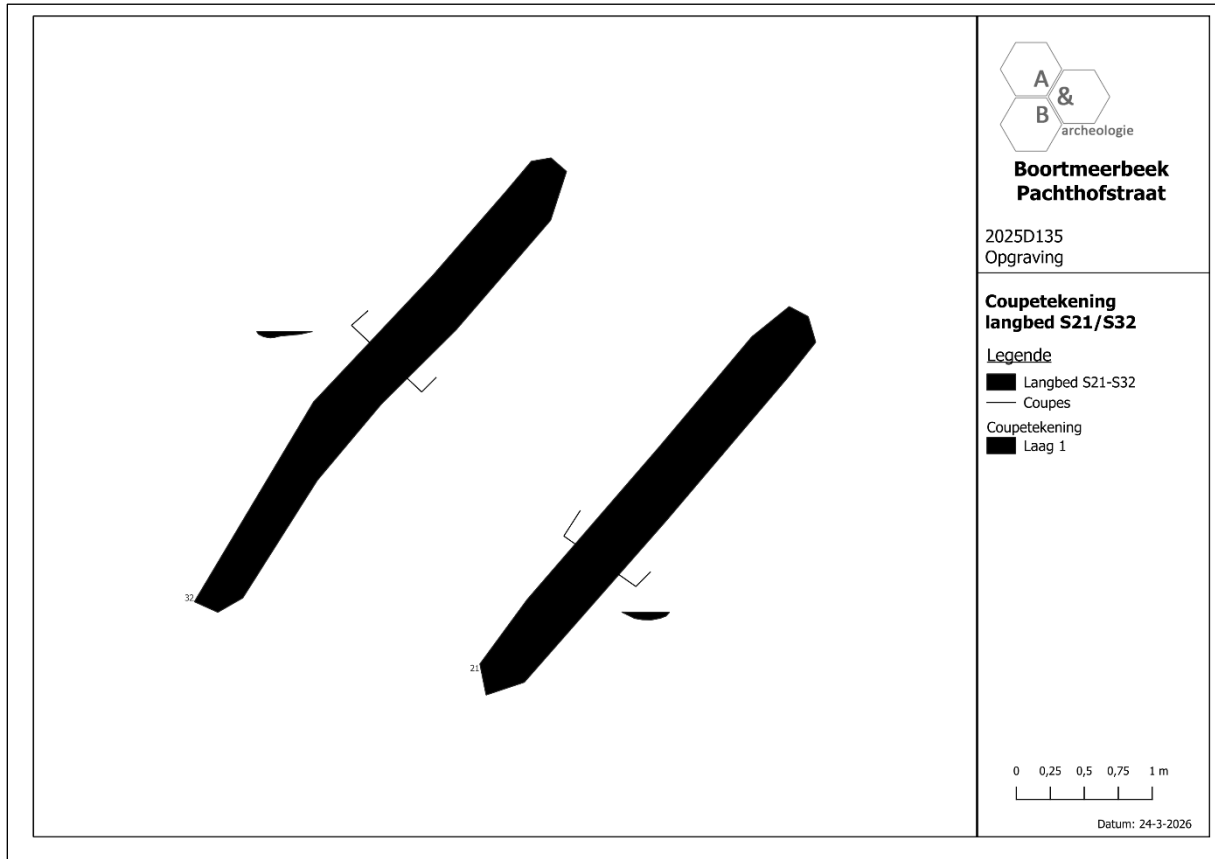 32
21
A
&
B
archeologie
Boortmeerbeek
Pachthofstraat
2025D135
Opgraving
Coupetekening
langbed S21/S32
Legende
Langbed S21-S32
Coupes
Coupetekening
Laag 1
0 0,25 0,5 0,75 1 m
Datum: 24-3-2026